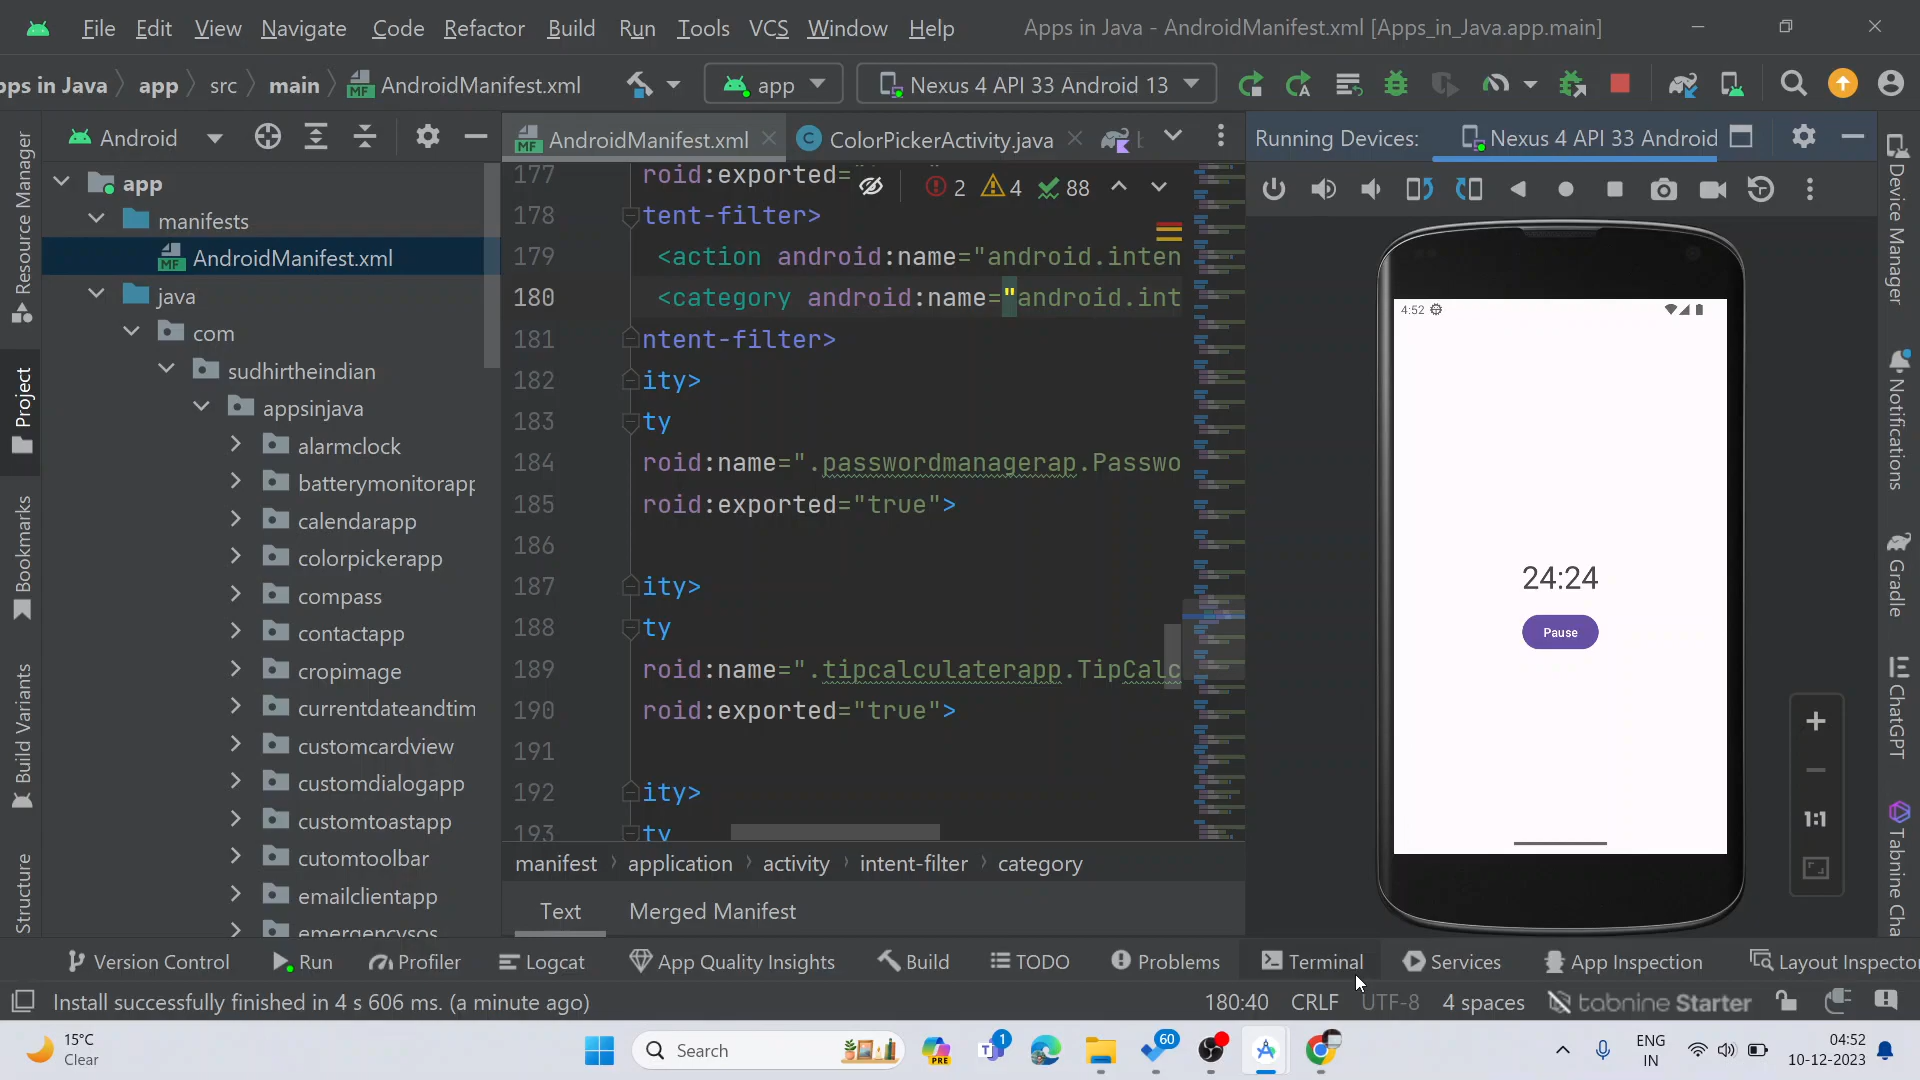 File Edit View Navigate Code Refactor Build Run Tools VCS Window Help Apps in Java - AndroidManifest.xml [Apps_in_Java.app.main]
ps in Java app src main AndroidManifest.xml app Nexus 4 API 33 Android 13
Android
AndroidManifest.xml ColorPickerActivity.java
Running Devices: Nexus 4 API 33 Android
app
manifests
AndroidManifest.xml
java
com
sudhirtheindian
appsinjava
alarmclock
batterymonitorapp
calendarapp
colorpickerapp
compass
contactapp
cropimage
currentdateandtim
customcardview
customdialogapp
customtoastapp
cutomtoolbar
emailclientapp
emergencysos
2 4 88
177 roid:exported=
178 tent-filter>
179 <action android:name="android.inten
180 <category android:name="android.int
181 ntent-filter>
182 ity>
183 ty
184 roid:name=".passwordmanagerap.Passwo
185 roid:exported="true">
186
187 ity>
188 ty
189 roid:name=".tipcalculaterapp.TipCalc
190 roid:exported="true">
191
192 ity>
193 ty
manifest application activity intent-filter category
Text Merged Manifest
4:52
24:24
Pause
1:1
Resource Manager
Project
Bookmarks
Build Variants
Structure
Device Manager
Notifications
Gradle
ChatGPT
Tabnine Cha
Version Control Run Profiler Logcat App Quality Insights Build TODO Problems Terminal Services App Inspection Layout Inspector
Install successfully finished in 4 s 606 ms. (a minute ago) 180:40 CRLF UTF-8 4 spaces tabnine Starter
15°C
Clear
Search
PRE
1
60
ENG
IN
04:52
10-12-2023